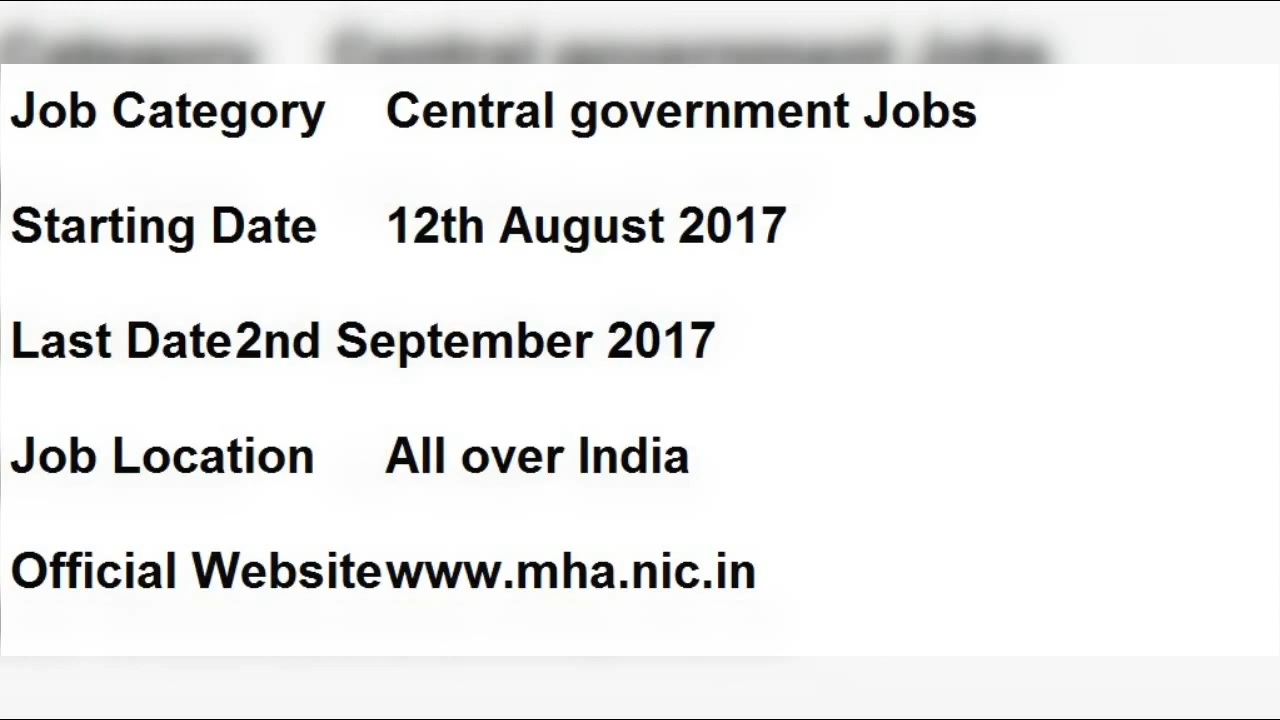 Job Category Central government Jobs
Starting Date 12th August 2017
Last Date2nd September 2017
Job Location All over India
Official Websitewww.mha.nic.in